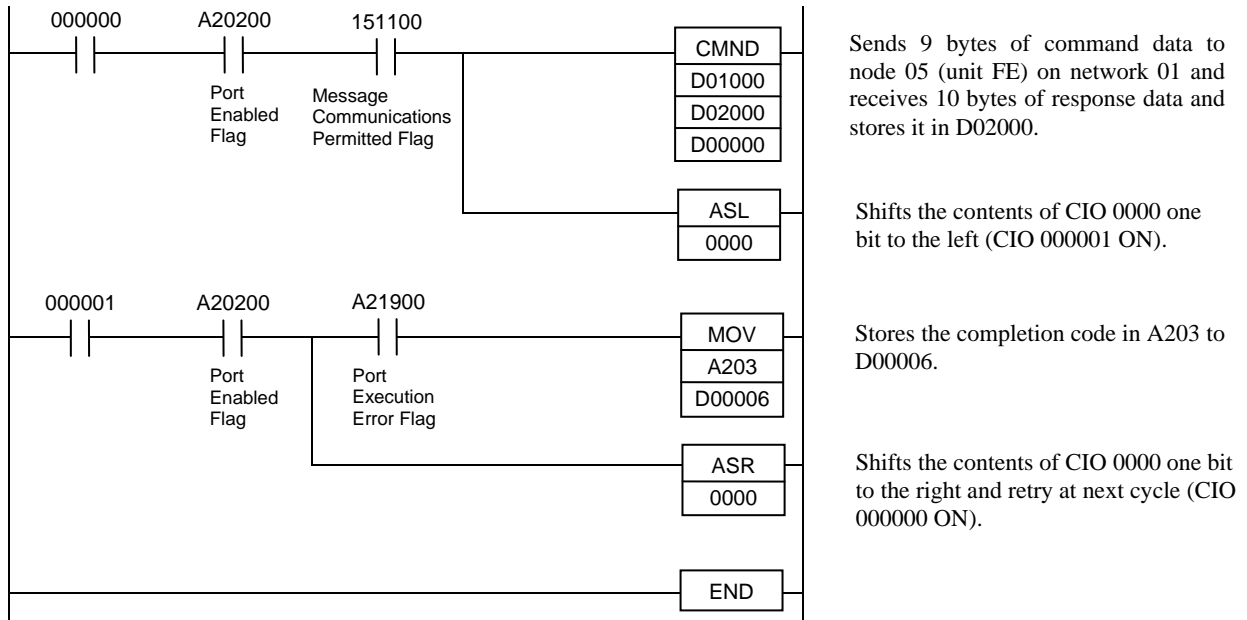 000000 A20200 151100
CMND
D01000
D02000
D00000
Port
Enabled
Flag
Message
Communications
Permitted Flag
Sends 9 bytes of command data to
node 05 (unit FE) on network 01 and
receives 10 bytes of response data and
stores it in D02000.
ASL
0000
Shifts the contents of CIO 0000 one
bit to the left (CIO 000001 ON).
000001 A20200 A21900
MOV
A203
D00006
Port
Enabled
Flag
Port
Execution
Error Flag
Stores the completion code in A203 to
D00006.
ASR
0000
Shifts the contents of CIO 0000 one bit
to the right and retry at next cycle (CIO
000000 ON).
END